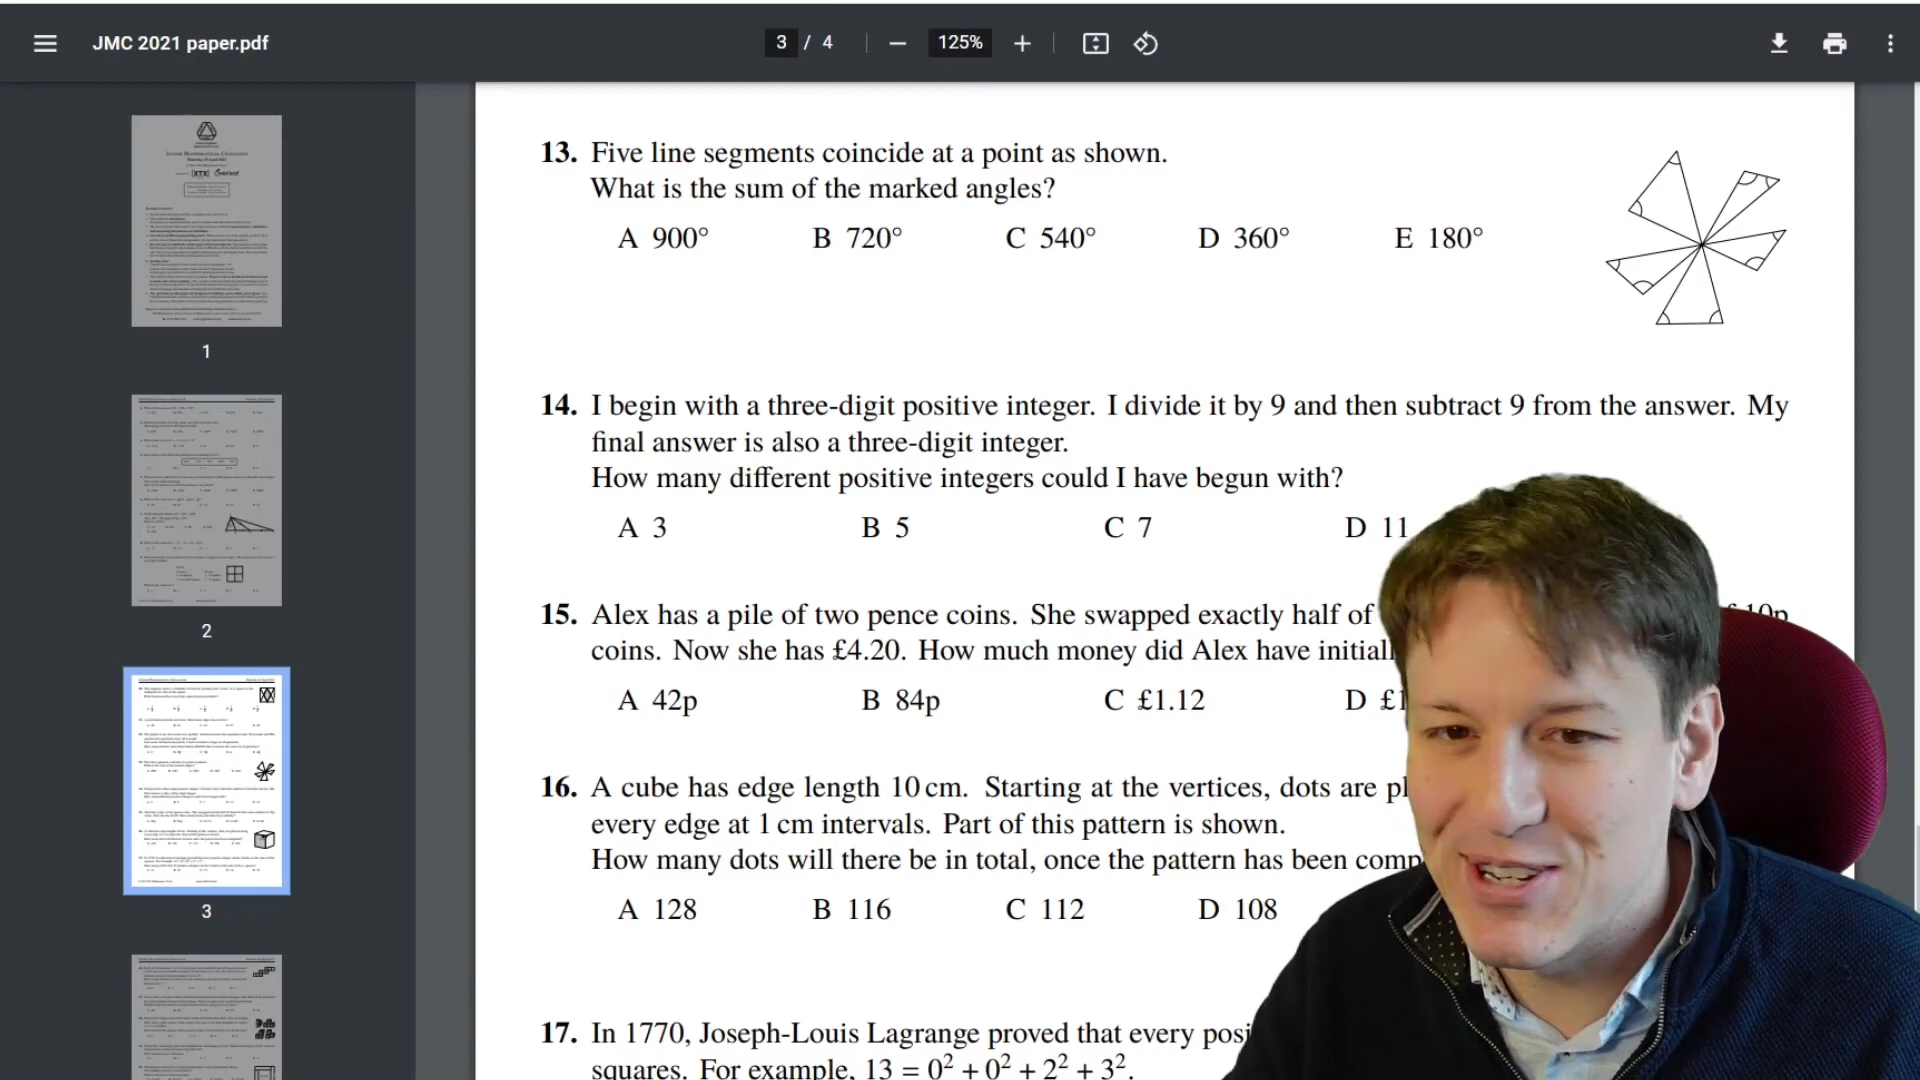 JMC 2021 paper.pdf
3 / 4
125%
1
2
3
13. Five line segments coincide at a point as shown.
What is the sum of the marked angles?
A 900° B 720° C 540° D 360° E 180°
14. I begin with a three-digit positive integer. I divide it by 9 and then subtract 9 from the answer. My
final answer is also a three-digit integer.
How many different positive integers could I have begun with?
A 3 B 5 C 7 D 11
15. Alex has a pile of two pence coins. She swapped exactly half of 10p
coins. Now she has £4.20. How much money did Alex have
A 42p B 84p C £1.12 D
16. A cube has edge length 10 cm. Starting at the vertices, dots are
every edge at 1 cm intervals. Part of this pattern is shown.
How many dots will there be in total, once the pattern has been
A 128 B 116 C 112 D 108
17. In 1770, Joseph-Louis Lagrange proved that every
squares. For example, 13 = 0² + 0² + 2² + 3².